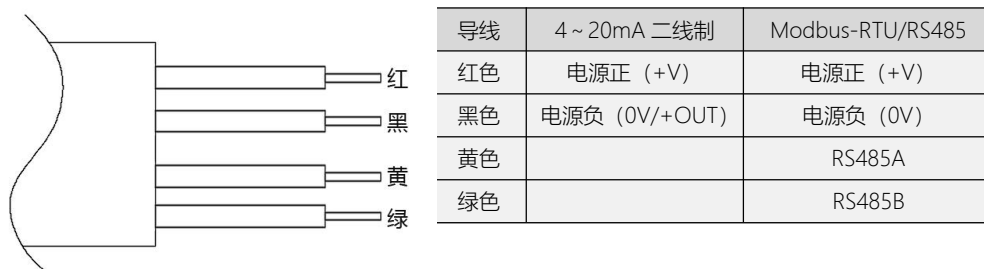 红
黑
黄
绿
导线 4~20mA 二线制 Modbus-RTU/RS485
红色 电源正（+V） 电源正（+V）
黑色 电源负（0V/+OUT） 电源负（0V）
黄色 RS485A
绿色 RS485B